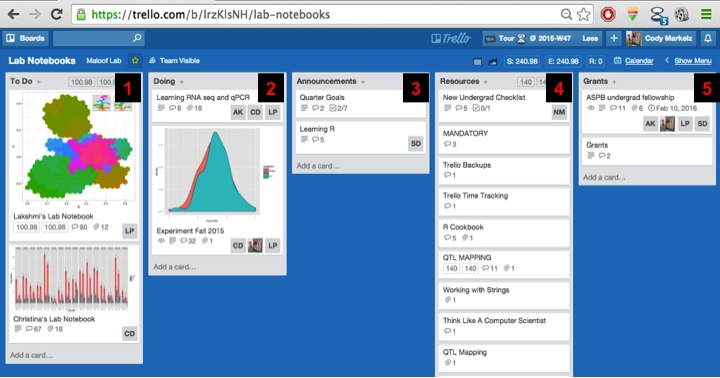 https://trello.com/b/lrzKlsNH/lab-notebooks
Boards
Trello
NEW Tour Ø 2015-W47 Less + Cody Markelz
Lab Notebooks Maloof Lab Team Visible S: 240.98 E: 240.98 R: 0 Calendar Show Menu
To Do 100.98
1
Lakshmi's Lab Notebook
100.98 100.98 90 12
LP
Christina's Lab Notebook
67 19
CD
Add a card…
Doing
2
Learning RNA seq and qPCR
8 18
AK CD LP
Experiment Fall 2015
32 1
CD LP
Add a card…
Announcements
3
Quarter Goals
2 2/7
Learning R
5
SD
Add a card…
Resources 140
4
New Undergrad Checklist
5 0/1
NM
MANDATORY
3
Trello Backups
1
Trello Time Tracking
1
R Cookbook
5 1
QTL MAPPING
140 140 11 1
Working with Strings
1
Think Like A Computer Scientist
1
QTL Mapping
1
Grants
5
ASPB undergrad fellowship
11 6 Feb 10, 2016
AK LP SD
Grants
2
Add a card…